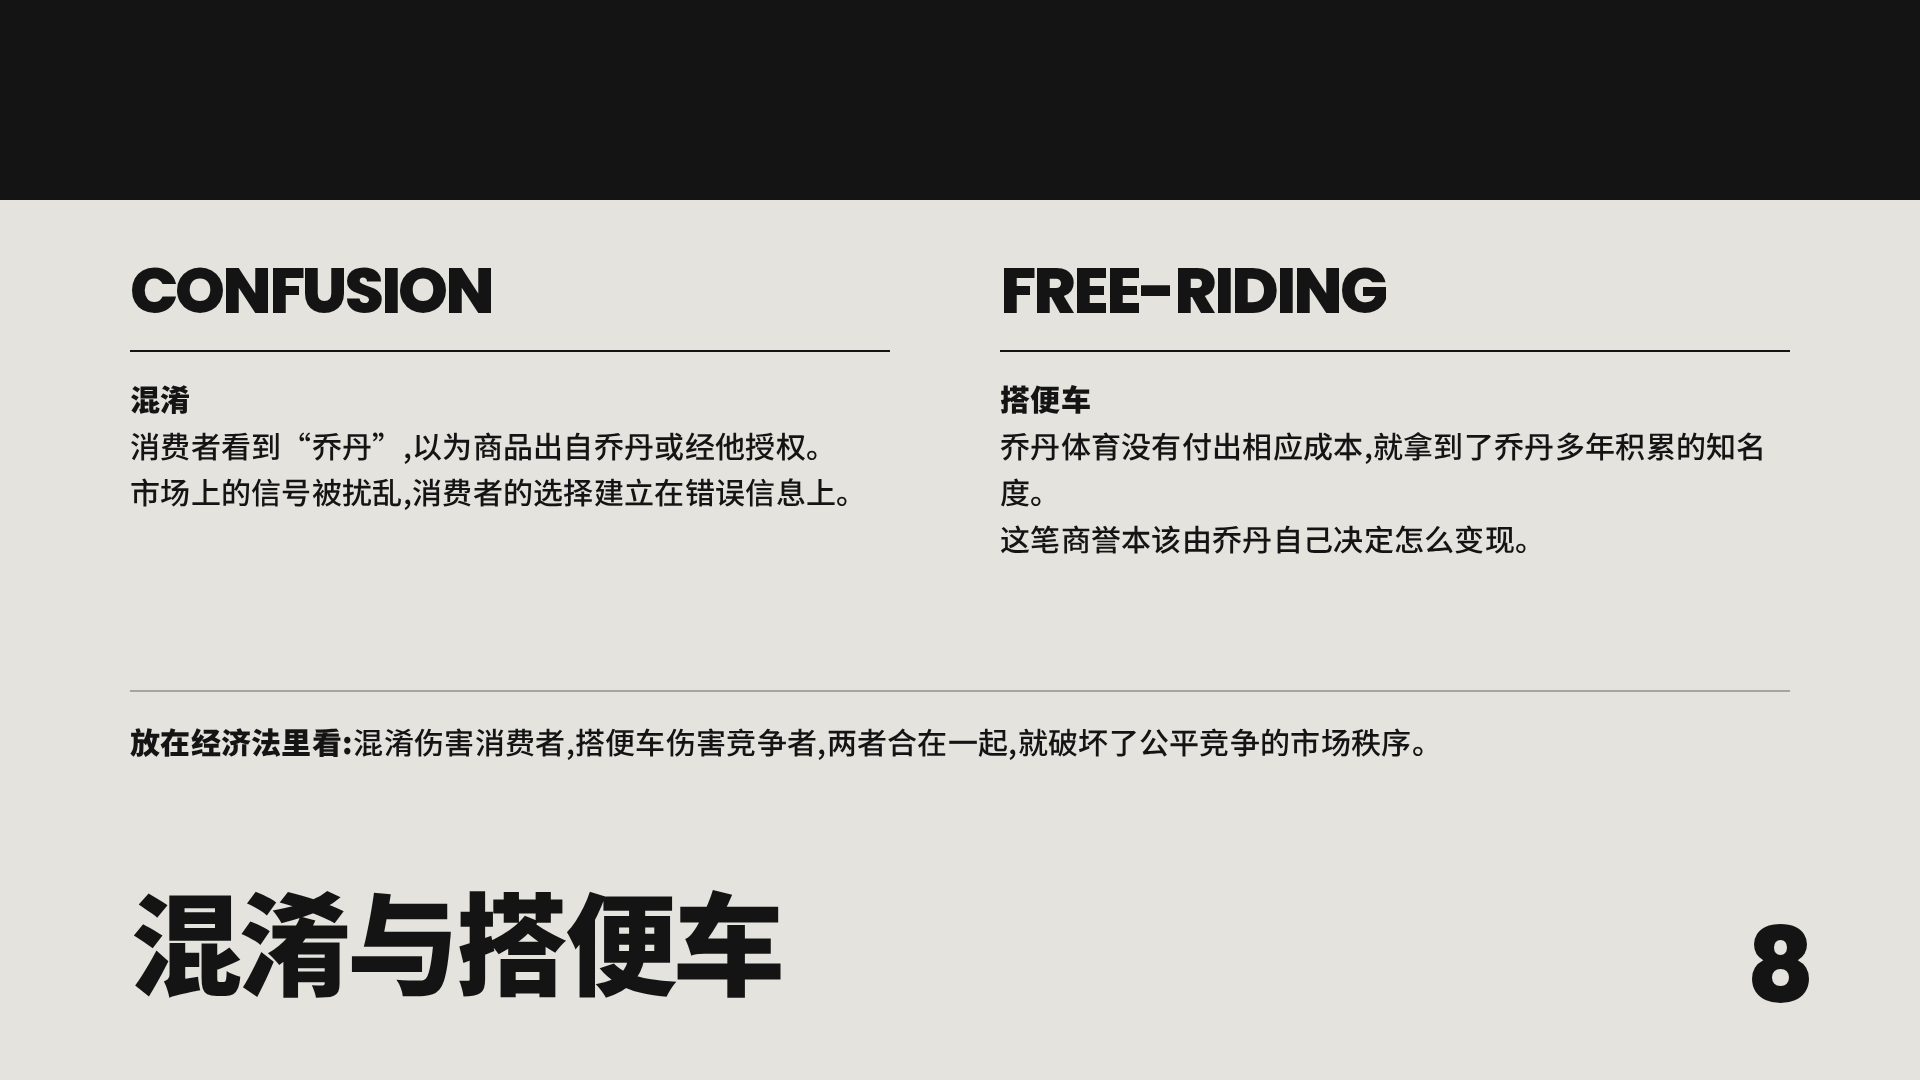 CONFUSION
混淆
消费者看到“乔丹”,以为商品出自乔丹或经他授权。
市场上的信号被扰乱,消费者的选择建立在错误信息上。
FREE-RIDING
搭便车
乔丹体育没有付出相应成本,就拿到了乔丹多年积累的知名
度。
这笔商誉本该由乔丹自己决定怎么变现。
放在经济法里看:混淆伤害消费者,搭便车伤害竞争者,两者合在一起,就破坏了公平竞争的市场秩序。
混淆与搭便车
8